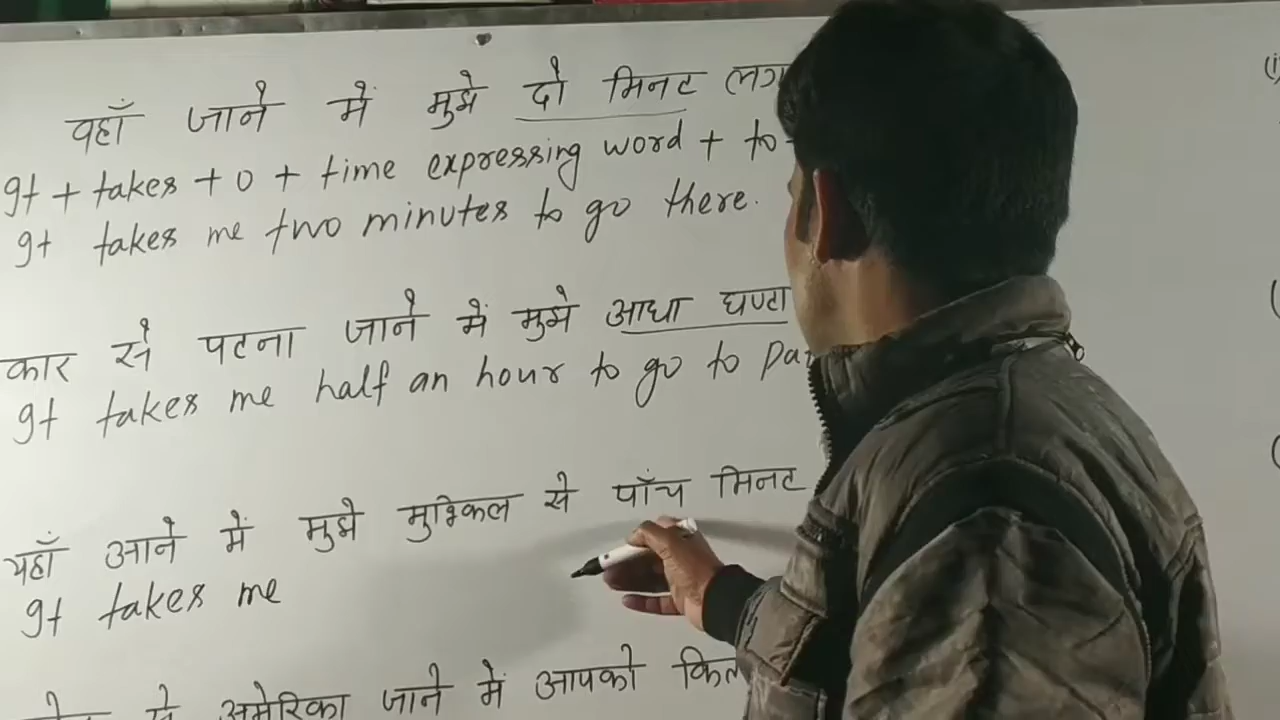 वहाँ जाने में मुझे दो मिनट
It + takes + o + time expressing word + to
It takes me two minutes to go there.
कार से पटना जाने में मुझे आधा घण्टा
It takes me half an hour to go to
यहाँ आने में मुझे मुश्किल से पाँच मिनट
It takes me
से अमेरिका जाने में आपको